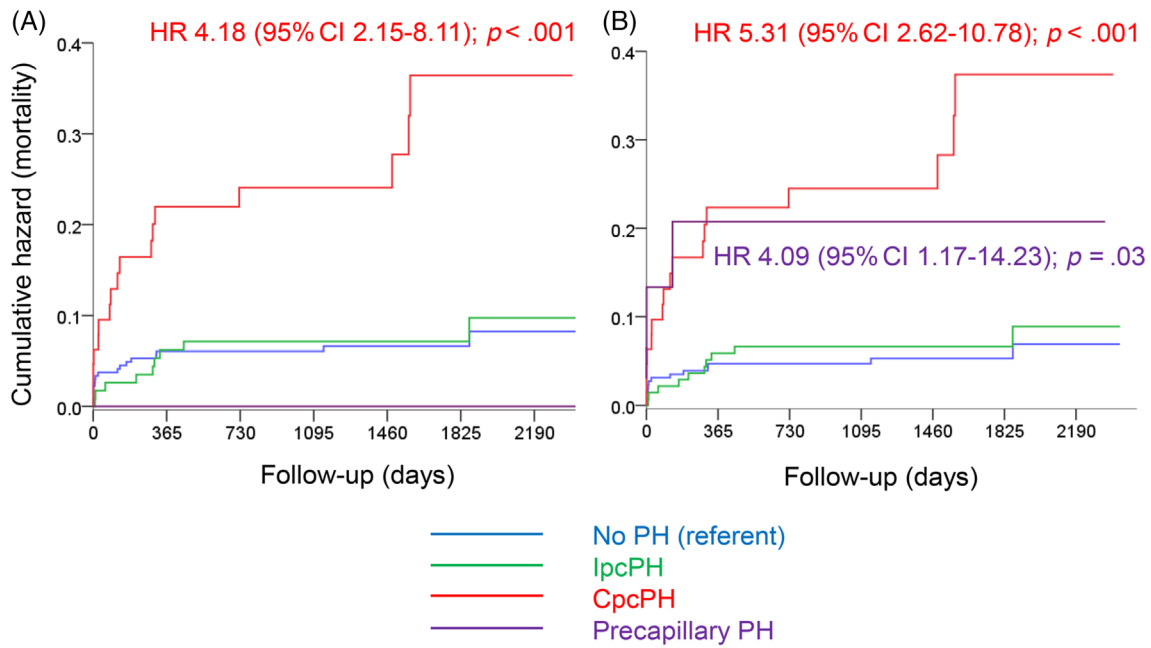 (A)
HR 4.18 (95% CI 2.15-8.11); p < .001
Cumulative hazard (mortality)
0.4
0.3
0.2
0.1
0.0
0 365 730 1095 1460 1825 2190
Follow-up (days)
(B)
HR 5.31 (95% CI 2.62-10.78); p < .001
0.4
0.3
0.2
0.1
0.0
HR 4.09 (95% CI 1.17-14.23); p = .03
0 365 730 1095 1460 1825 2190
Follow-up (days)
No PH (referent)
IpcPH
CpcPH
Precapillary PH